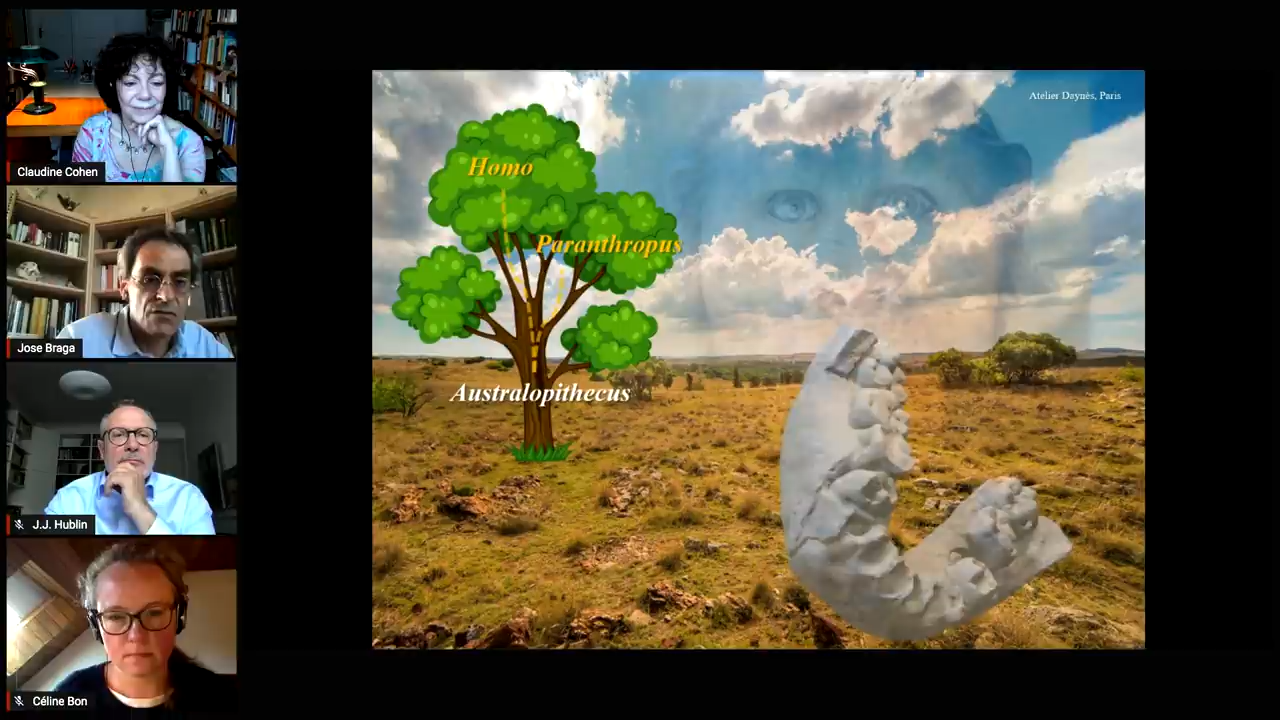 Claudine Cohen
Jose Braga
J.J. Hublin
Céline Bon
Atelier Daynès, Paris
Homo
Paranthropus
Australopithecus